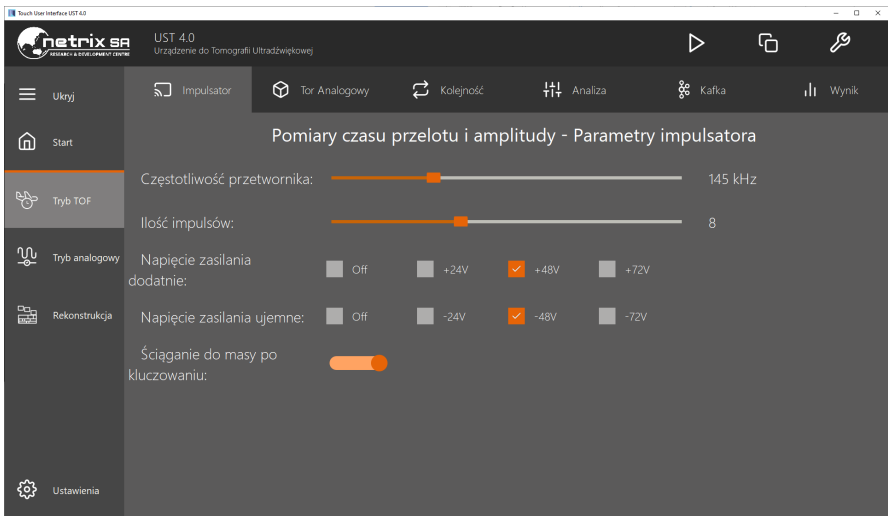 Touch User Interface UST 4.0
netrix SA
RESEARCH & DEVELOPMENT CENTRE
UST 4.0
Urządzenie do Tomografii Ultradźwiękowej
Ukryj
Impulsator
Tor Analogowy
Kolejność
Analiza
Kafka
Wynik
Start
Pomiary czasu przelotu i amplitudy - Parametry impulsatora
Tryb TOF
Częstotliwość przetwornika:
145 kHz
Ilość impulsów:
8
Tryb analogowy
Napięcie zasilania
dodatnie:
Off
+24V
+48V
+72V
Rekonstrukcja
Napięcie zasilania ujemne:
Off
-24V
-48V
-72V
Ściąganie do masy po
kluczowaniu:
Ustawienia